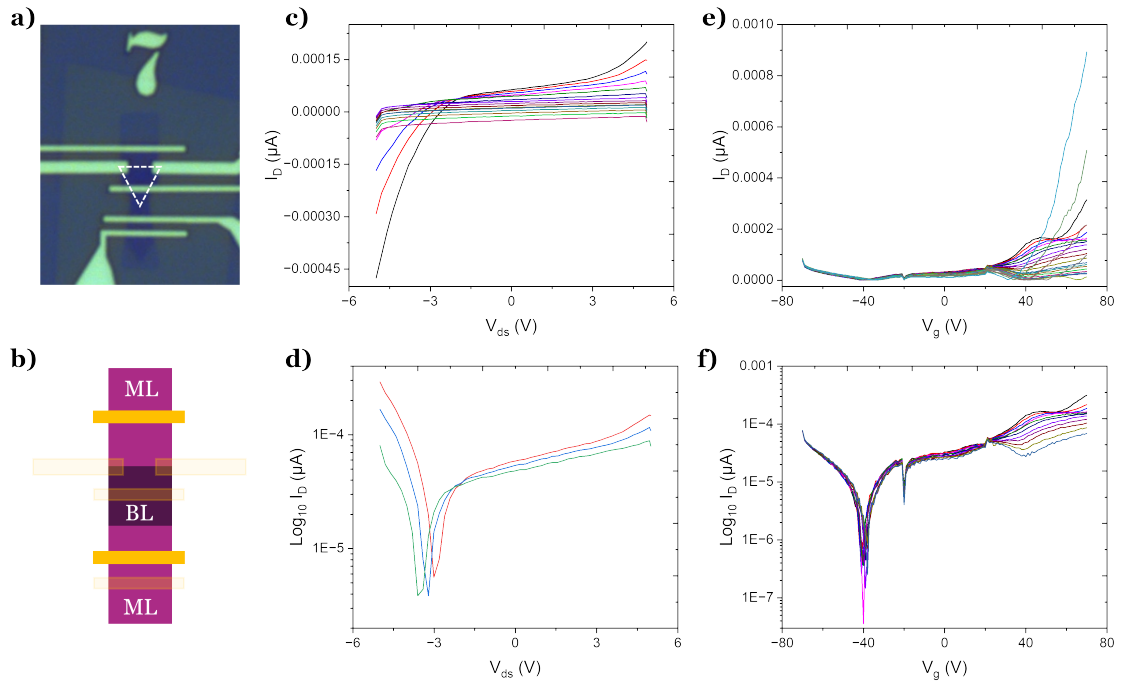 a)
7
b)
ML
BL
ML
c)
0.00015
0.00000
−0.00015
−0.00030
−0.00045
I_D (μA)
−6
−3
0
3
6
V_ds (V)
d)
1E−4
1E−5
Log_10 I_D (μA)
−6
−3
0
3
6
V_ds (V)
e)
0.0010
0.0008
0.0006
0.0004
0.0002
0.0000
I_D (μA)
−80
−40
0
40
80
V_g (V)
f)
0.001
1E−4
1E−5
1E−6
1E−7
Log_10 I_D (μA)
−80
−40
0
40
80
V_g (V)